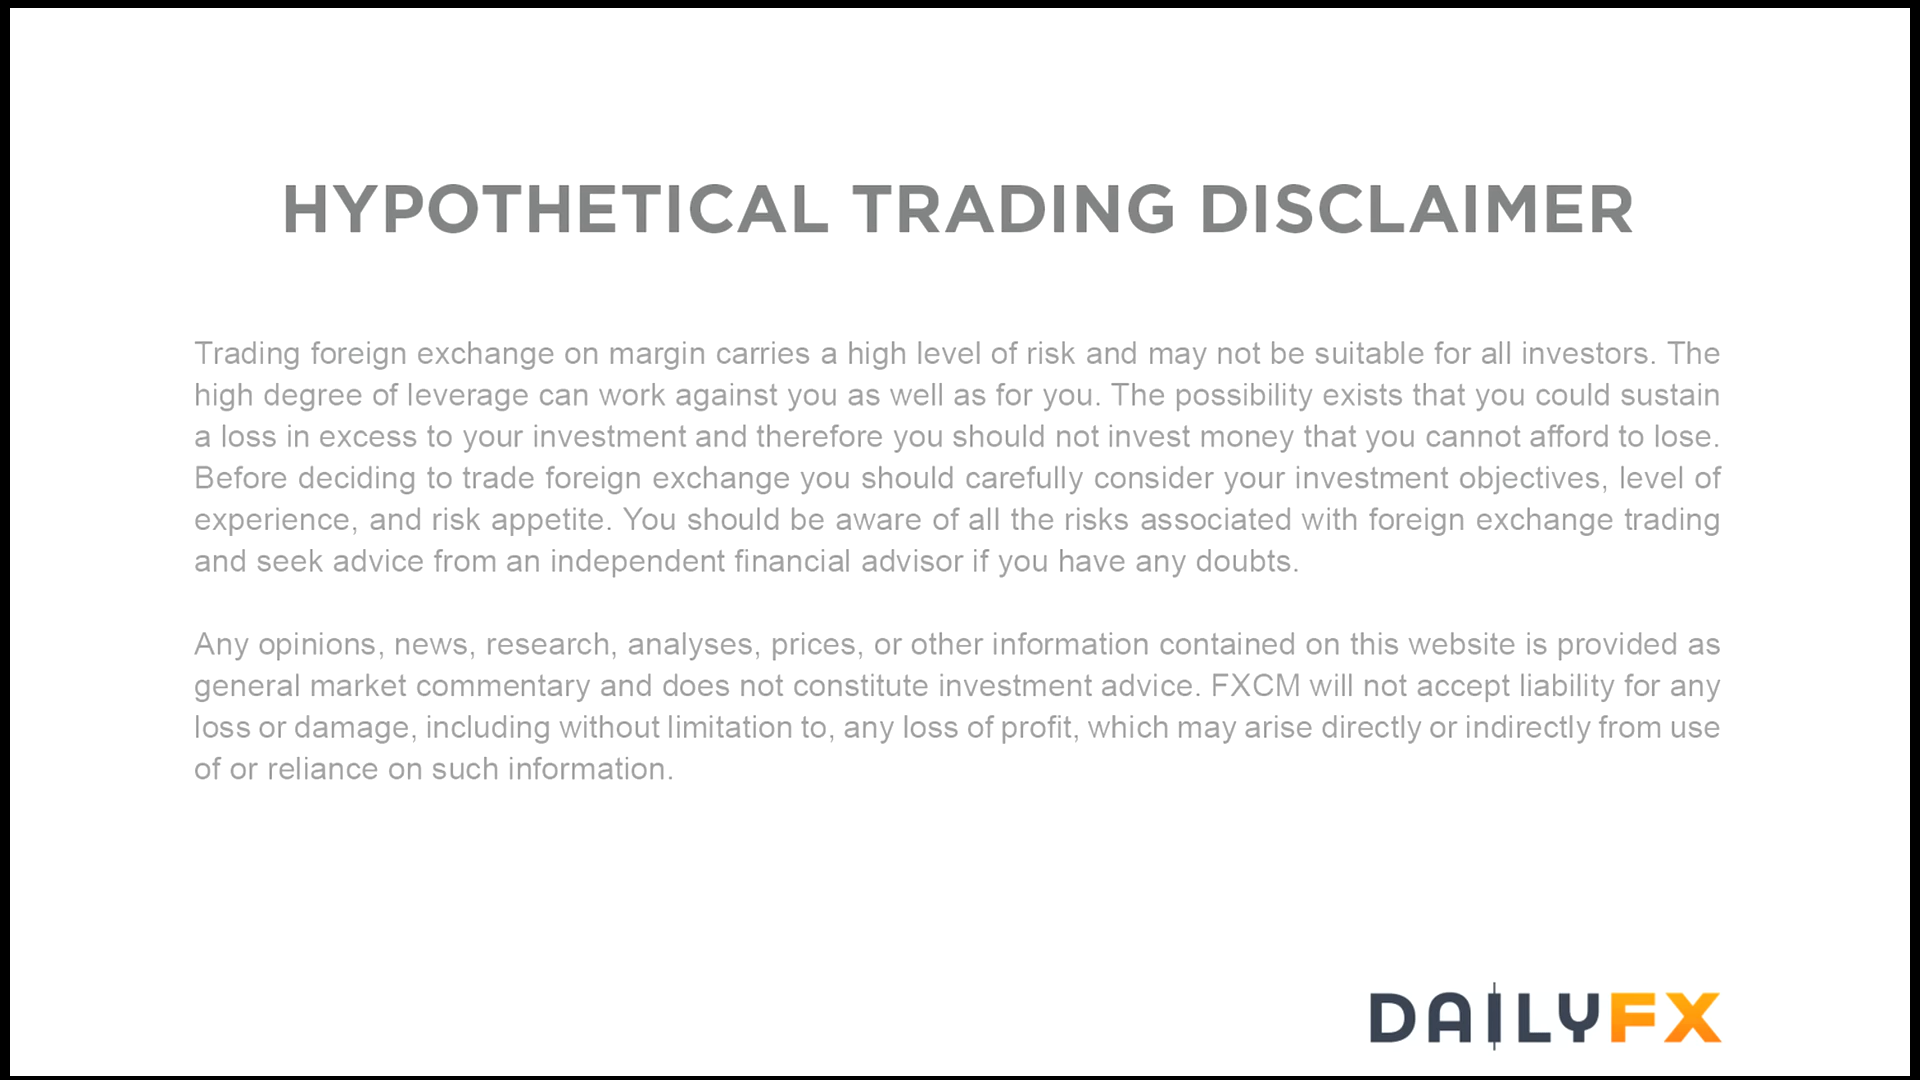 HYPOTHETICAL TRADING DISCLAIMER
Trading foreign exchange on margin carries a high level of risk and may not be suitable for all investors. The
high degree of leverage can work against you as well as for you. The possibility exists that you could sustain
a loss in excess to your investment and therefore you should not invest money that you cannot afford to lose.
Before deciding to trade foreign exchange you should carefully consider your investment objectives, level of
experience, and risk appetite. You should be aware of all the risks associated with foreign exchange trading
and seek advice from an independent financial advisor if you have any doubts.
Any opinions, news, research, analyses, prices, or other information contained on this website is provided as
general market commentary and does not constitute investment advice. FXCM will not accept liability for any
loss or damage, including without limitation to, any loss of profit, which may arise directly or indirectly from use
of or reliance on such information.
DAILYFX